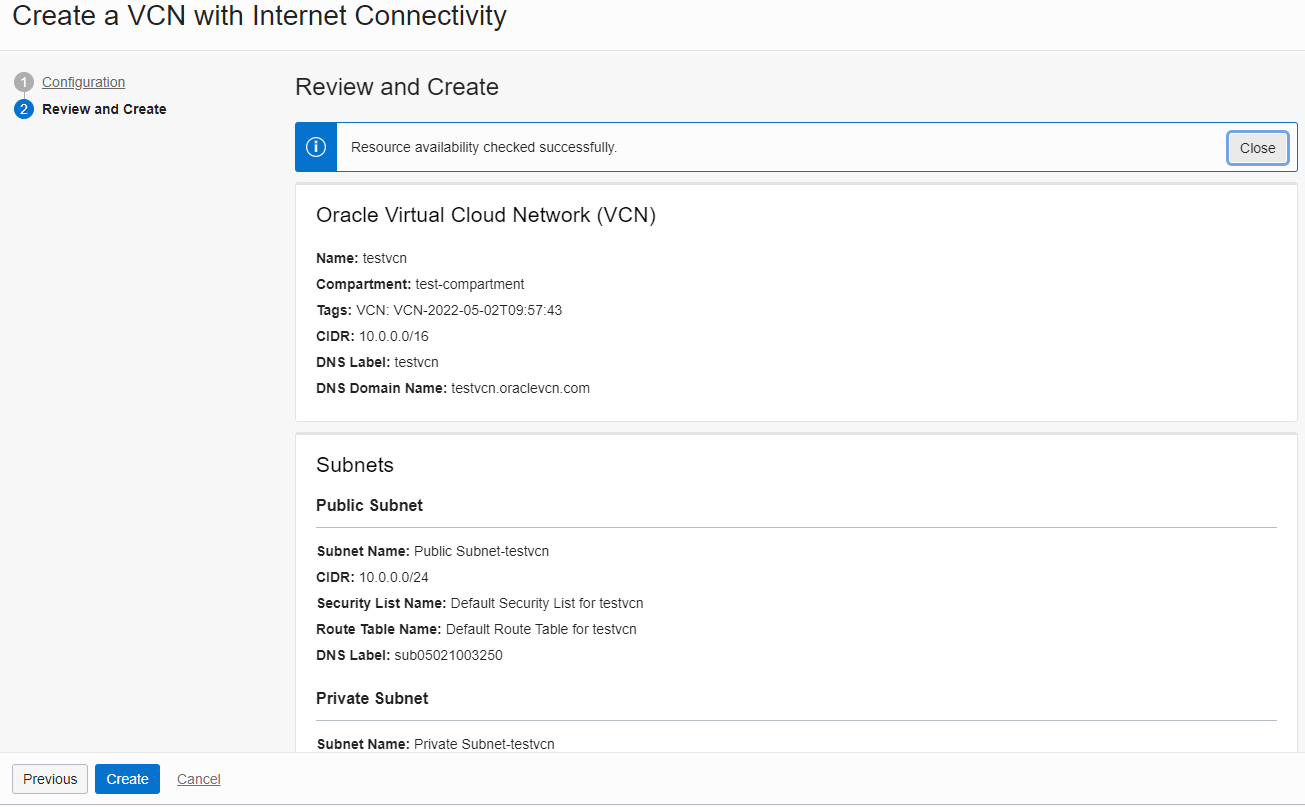 Create a VCN with Internet Connectivity
1 Configuration
2 Review and Create
Review and Create
Resource availability checked successfully.
Close
Oracle Virtual Cloud Network (VCN)
Name: testvcn
Compartment: test-compartment
Tags: VCN: VCN-2022-05-02T09:57:43
CIDR: 10.0.0.0/16
DNS Label: testvcn
DNS Domain Name: testvcn.oraclevcn.com
Subnets
Public Subnet
Subnet Name: Public Subnet-testvcn
CIDR: 10.0.0.0/24
Security List Name: Default Security List for testvcn
Route Table Name: Default Route Table for testvcn
DNS Label: sub05021003250
Private Subnet
Subnet Name: Private Subnet-testvcn
Previous
Create
Cancel